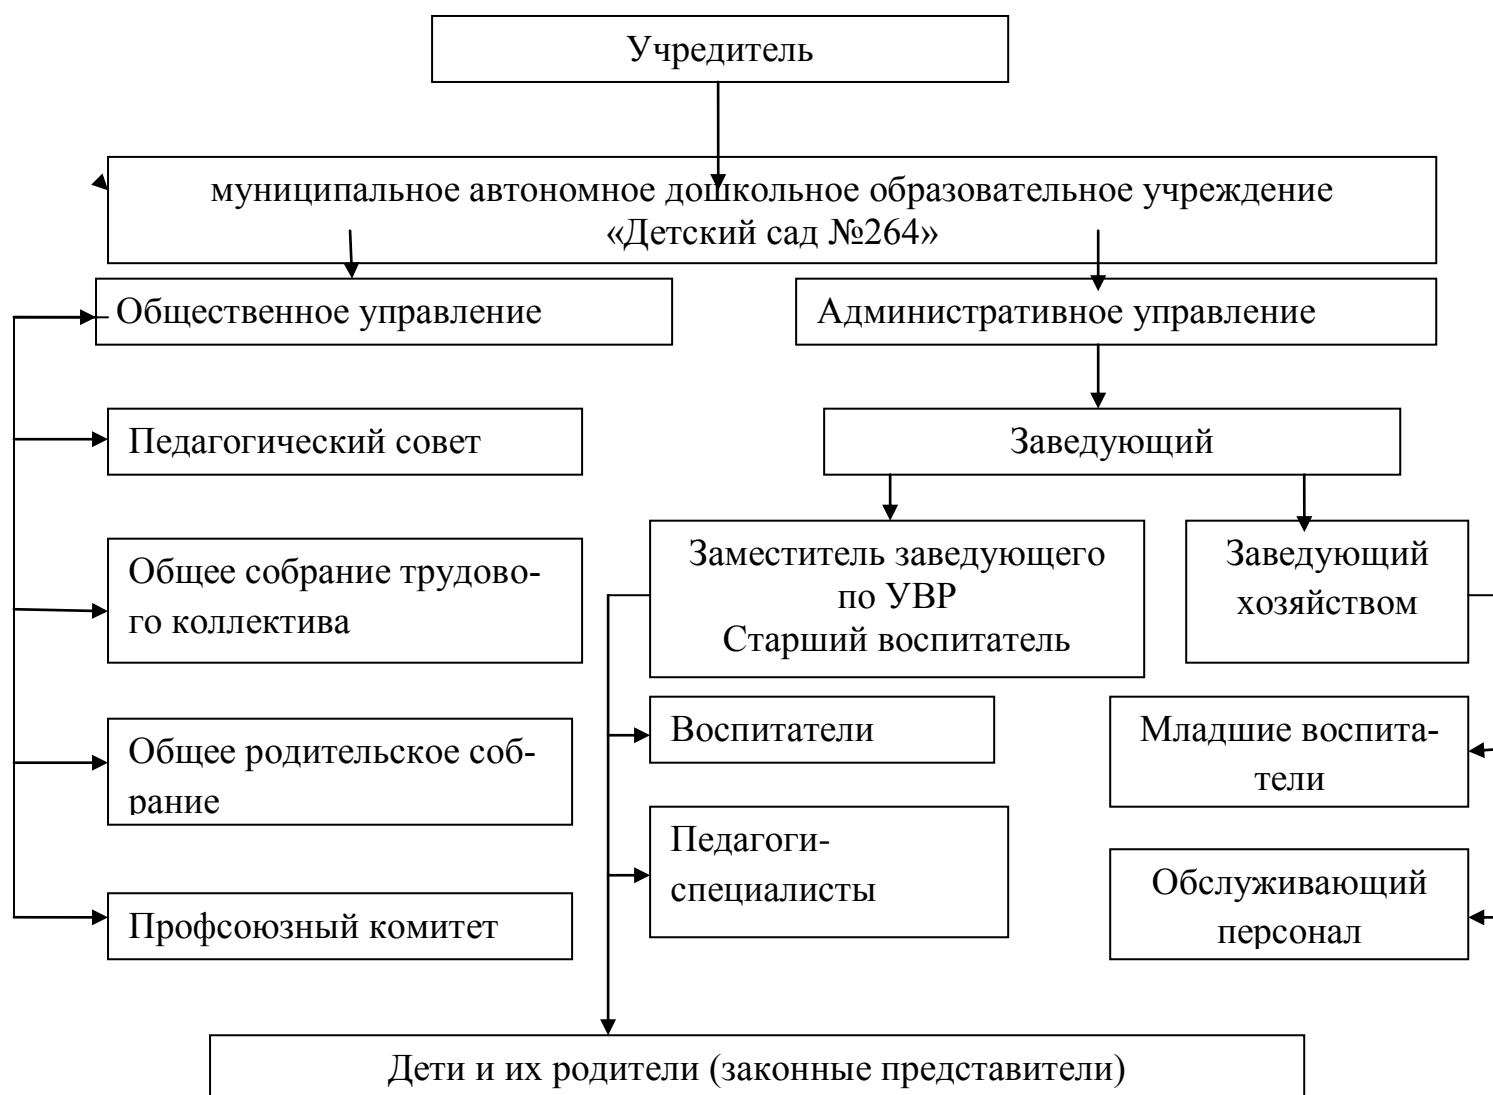 Учредитель
муниципальное автономное дошкольное образовательное учреждение
«Детский сад №264»
Общественное управление
Административное управление
Педагогический совет
Заведующий
Общее собрание трудово-
го коллектива
Заместитель заведующего
по УВР
Старший воспитатель
Заведующий
хозяйством
Общее родительское соб-
рание
Воспитатели
Младшие воспита-
тели
Педагоги-
специалисты
Обслуживающий
персонал
Профсоюзный комитет
Дети и их родители (законные представители)